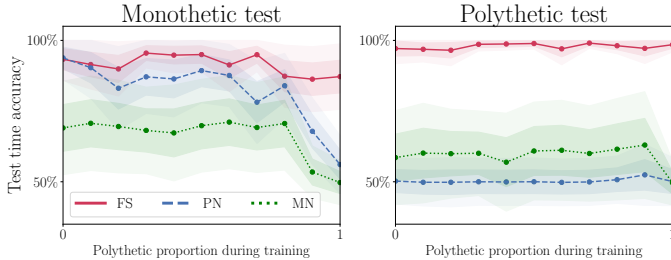 Monothetic test
Polythetic test
Test time accuracy
100%
50%
FS PN MN
0 1
Polythetic proportion during training
100%
50%
0 1
Polythetic proportion during training